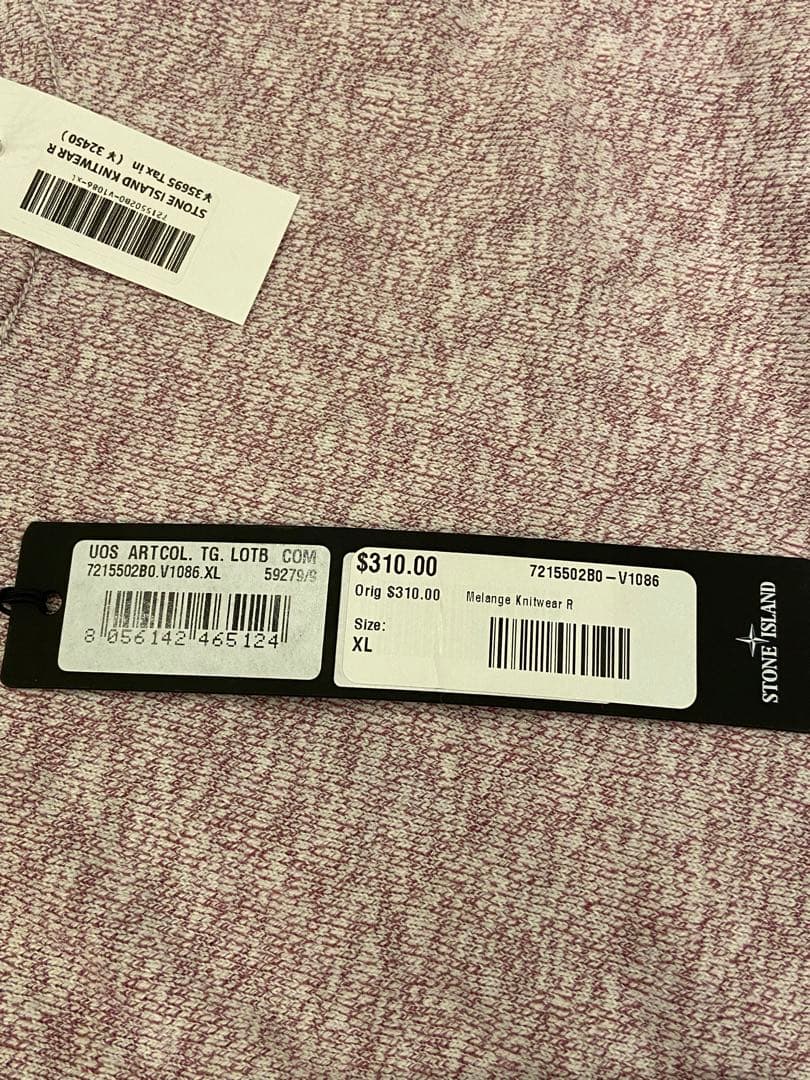 STONE ISLAND KNITWEAR R
￥35695 Tax in (￥32450)
7215502B0-V1086-XL
UOS ARTCOL. TG. LOTB COM
7215502B0.V1086.XL 59279/S
8 056142 465124
$310.00
7215502B0-V1086
Orig $310.00
Melange Knitwear R
Size:
XL
STONE ISLAND